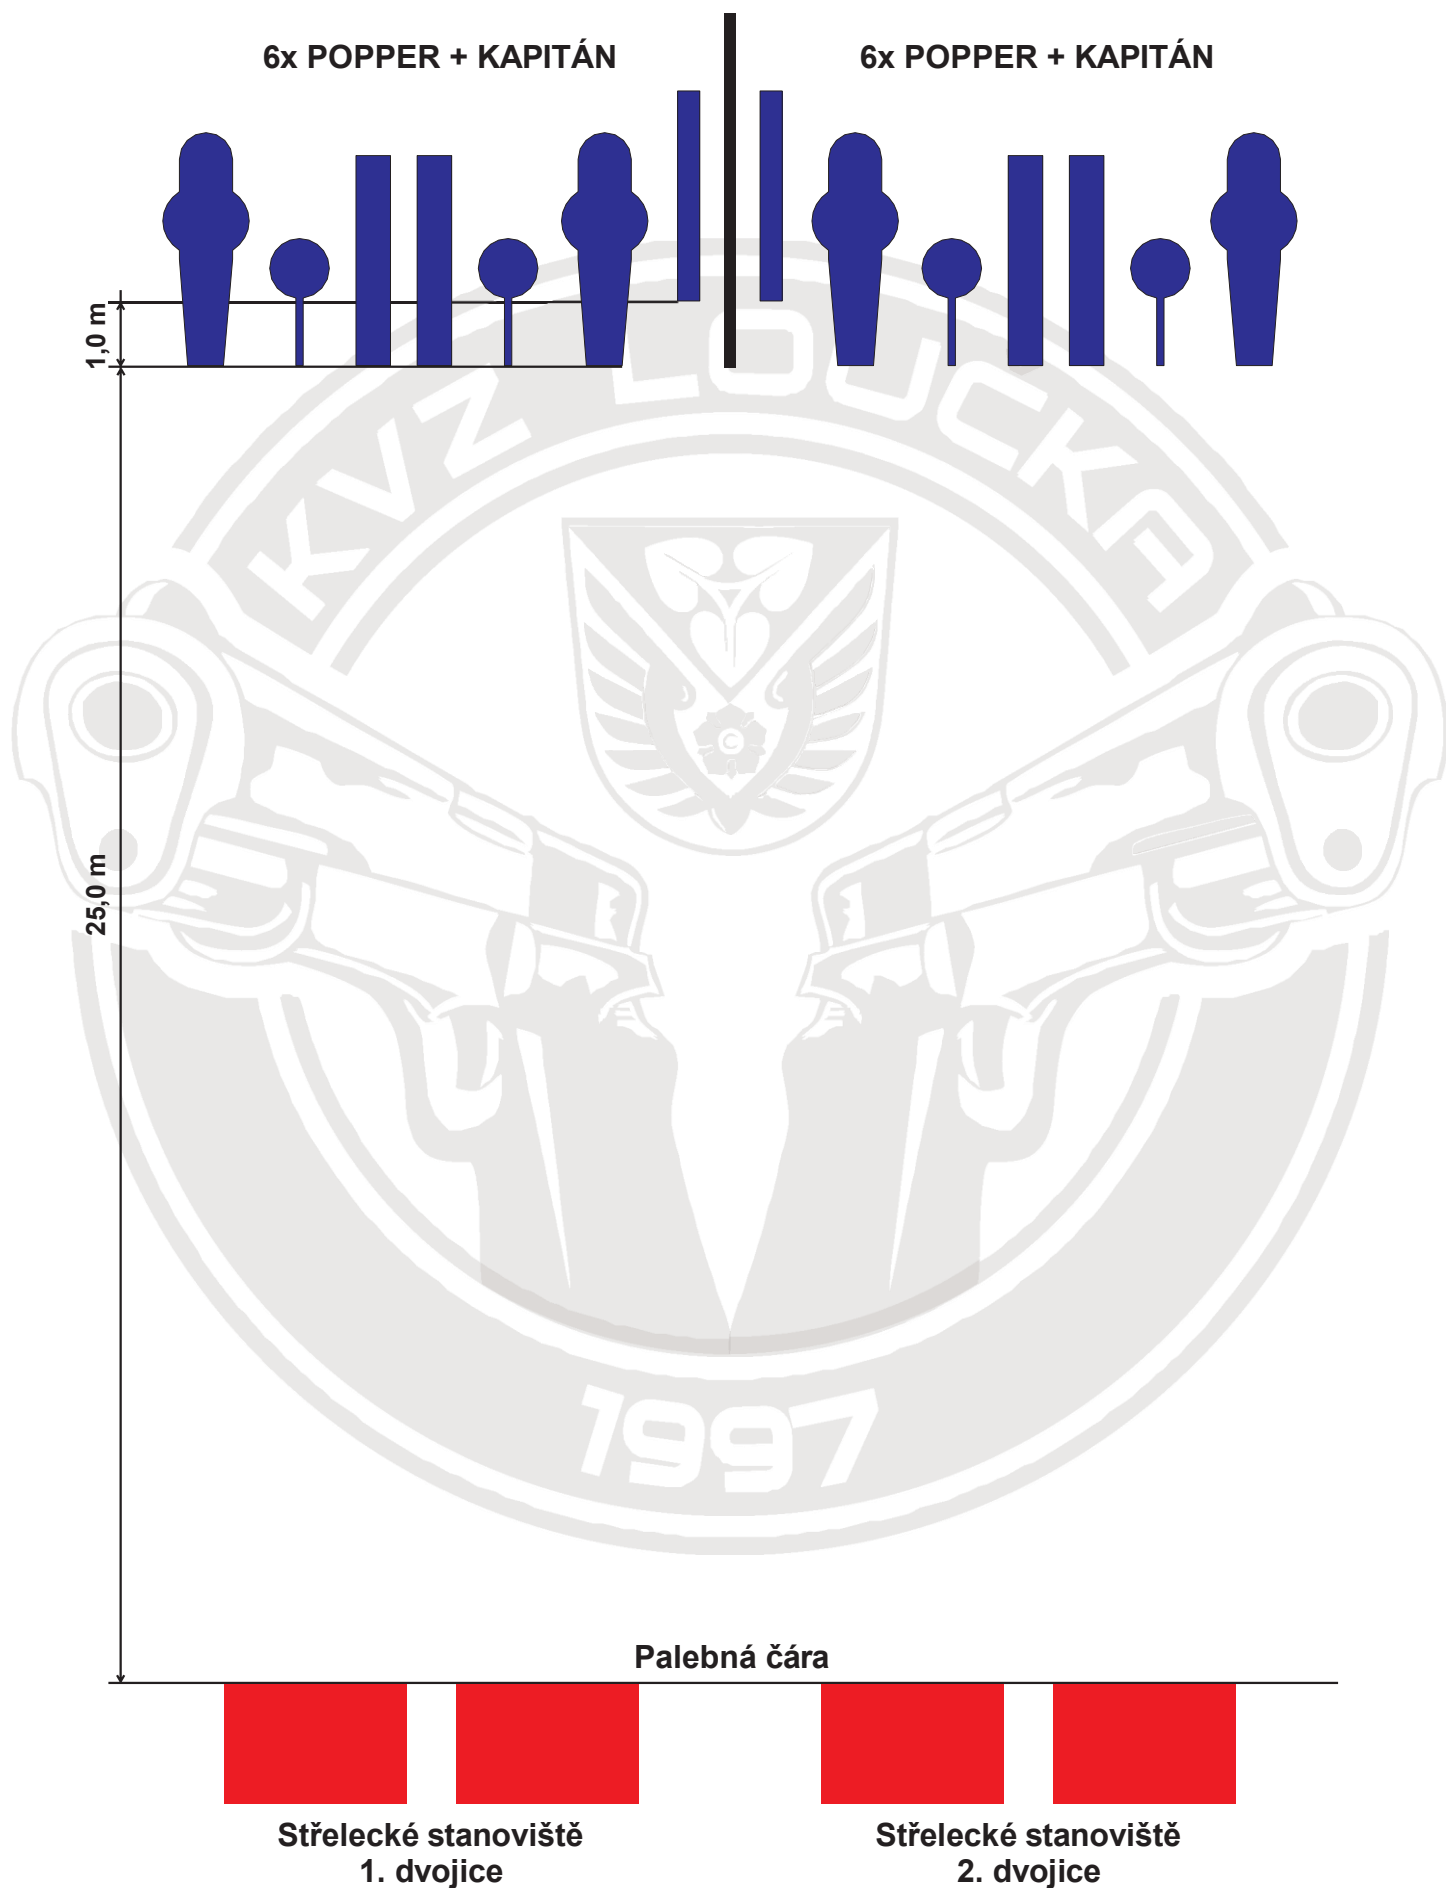 6x POPPER + KAPITÁN
6x POPPER + KAPITÁN
1,0 m
KVZ LOUCKA
25,0 m
1997
Palebná čára
Střelecké stanoviště
1. dvojice
Střelecké stanoviště
2. dvojice